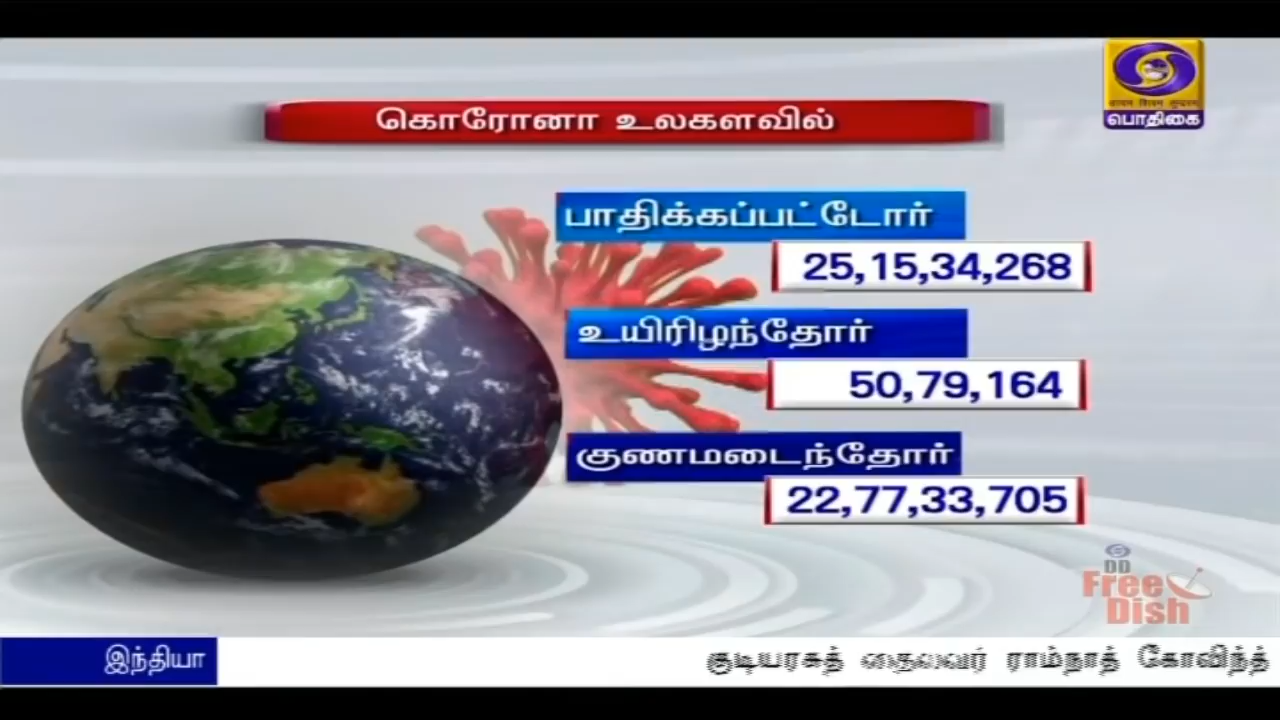 கொரோனா உலகளவில்
பொதிகை
பாதிக்கப்பட்டோர்
25,15,34,268
உயிரிழந்தோர்
50,79,164
குணமடைந்தோர்
22,77,33,705
DD
Free
Dish
இந்தியா
குடியரசுத் தலைவர் ராம்நாத் கோவிந்த்